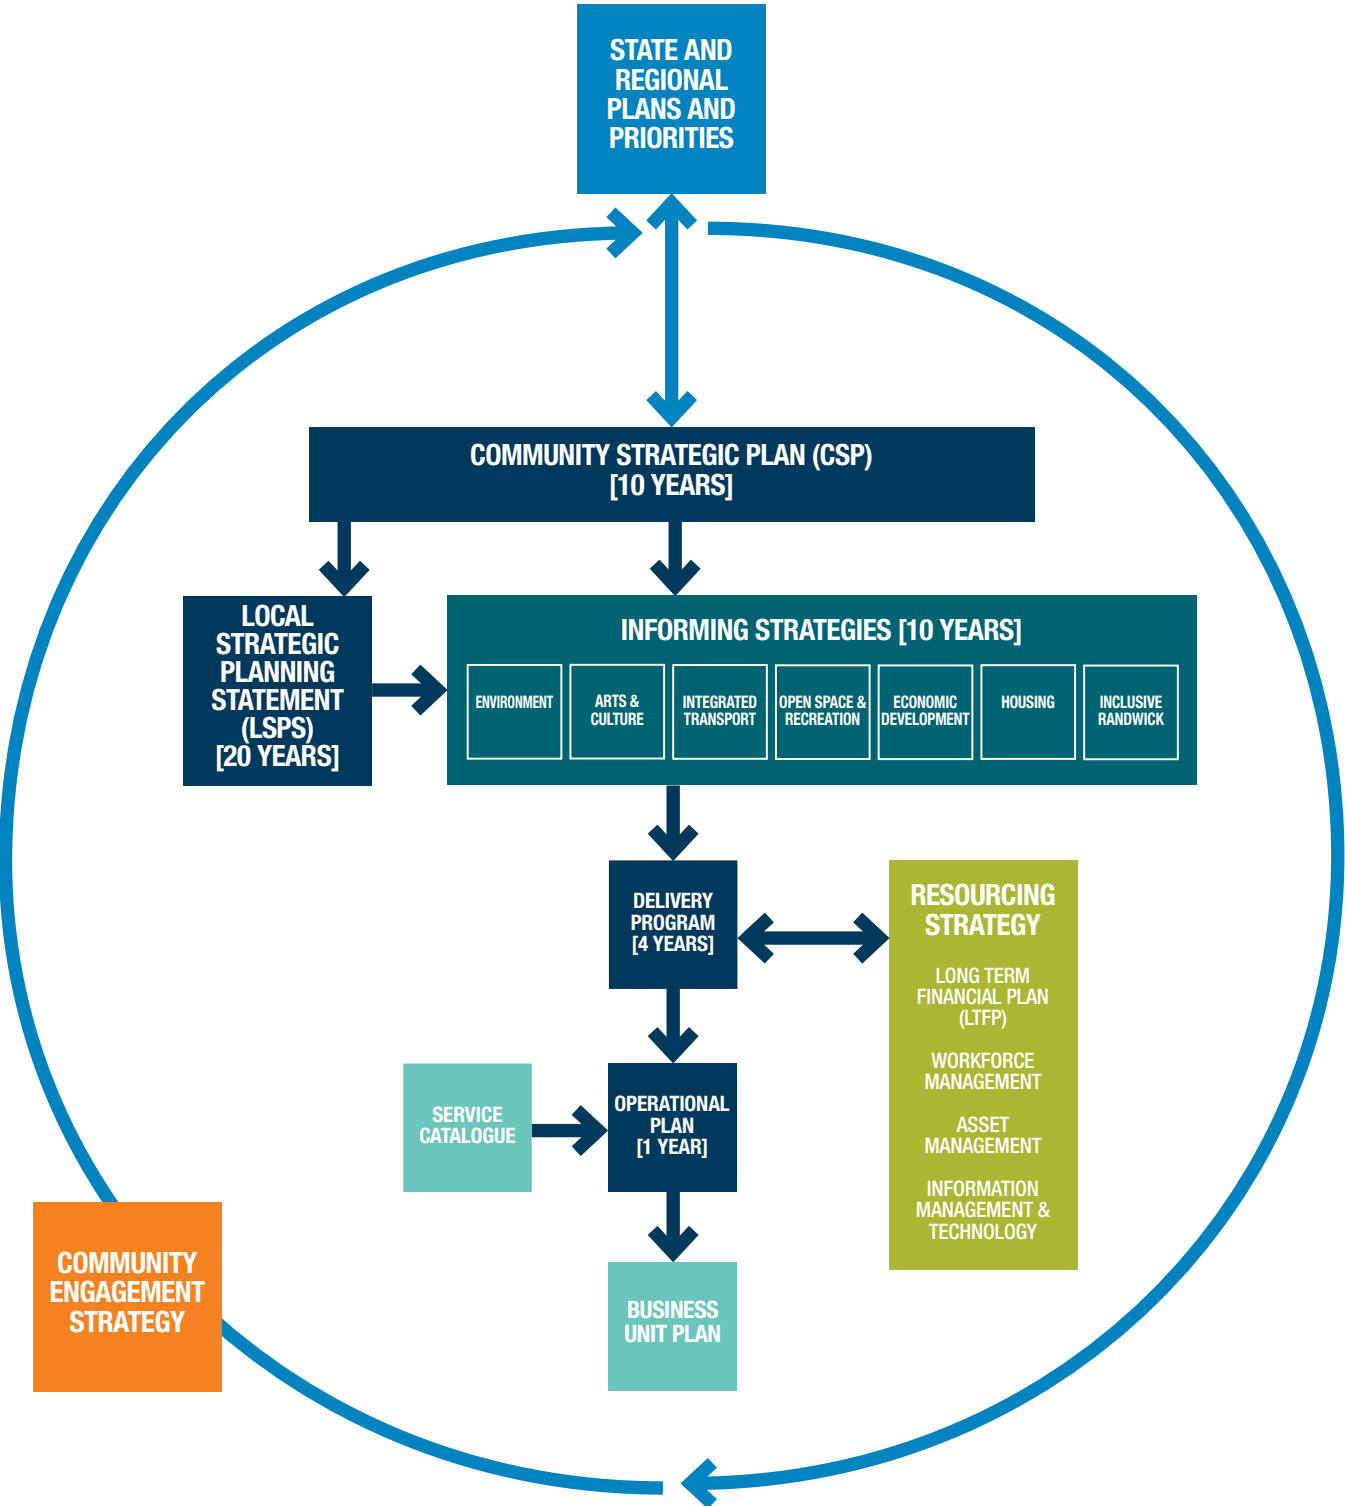 STATE AND
REGIONAL
PLANS AND
PRIORITIES
COMMUNITY STRATEGIC PLAN (CSP)
[10 YEARS]
LOCAL
STRATEGIC
PLANNING
STATEMENT
(LSPS)
[20 YEARS]
INFORMING STRATEGIES [10 YEARS]
ENVIRONMENT
ARTS &
CULTURE
INTEGRATED
TRANSPORT
OPEN SPACE &
RECREATION
ECONOMIC
DEVELOPMENT
HOUSING
INCLUSIVE
RANDWICK
DELIVERY
PROGRAM
[4 YEARS]
RESOURCING
STRATEGY
LONG TERM
FINANCIAL PLAN
(LTFP)
WORKFORCE
MANAGEMENT
ASSET
MANAGEMENT
INFORMATION
MANAGEMENT &
TECHNOLOGY
SERVICE
CATALOGUE
OPERATIONAL
PLAN
[1 YEAR]
COMMUNITY
ENGAGEMENT
STRATEGY
BUSINESS
UNIT PLAN